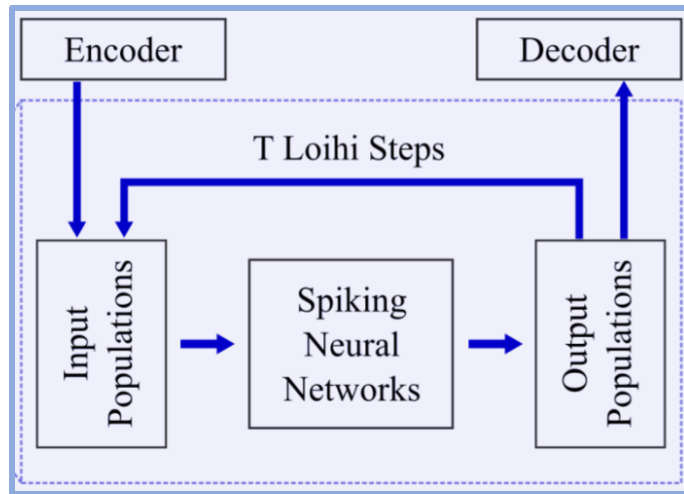 Encoder
Decoder
T Loihi Steps
Input
Populations
Spiking
Neural
Networks
Output
Populations